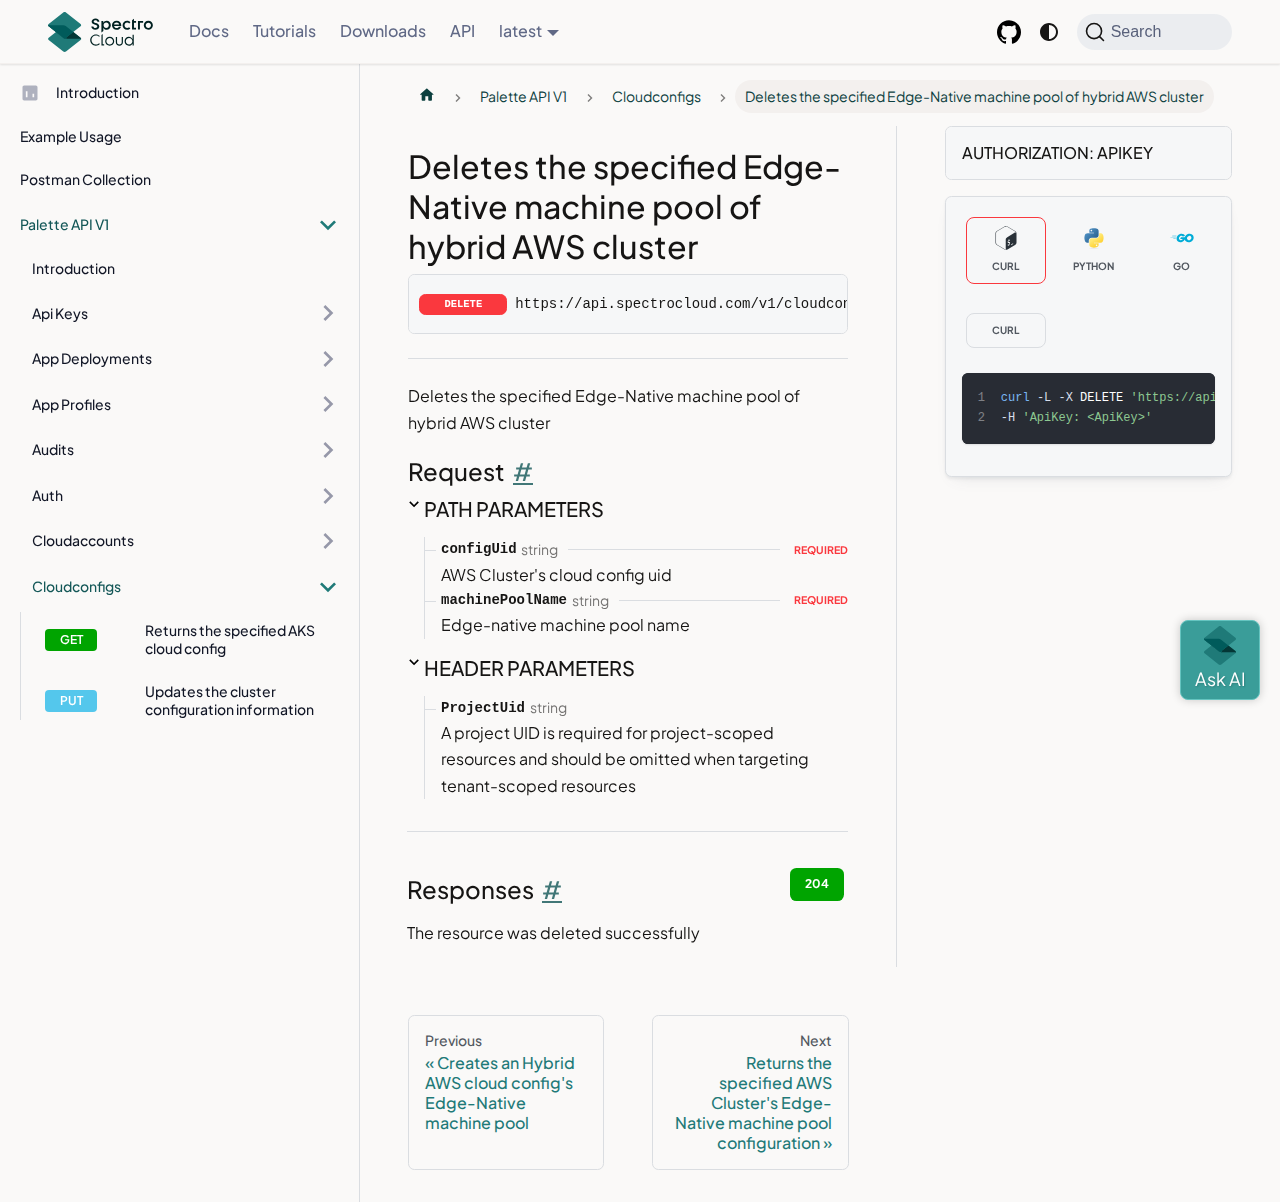 Spectro Cloud
Docs
Tutorials
Downloads
API
latest
Search
Introduction
Example Usage
Postman Collection
Palette API V1
Introduction
Api Keys
App Deployments
App Profiles
Audits
Auth
Cloudaccounts
Cloudconfigs
GET
Returns the specified AKS
cloud config
PUT
Updates the cluster
configuration information
Palette API V1
Cloudconfigs
Deletes the specified Edge-Native machine pool of hybrid AWS cluster
Deletes the specified Edge-
Native machine pool of
hybrid AWS cluster
DELETE https://api.spectrocloud.com/v1/cloudcon
Deletes the specified Edge-Native machine pool of
hybrid AWS cluster
Request #
PATH PARAMETERS
configUid string REQUIRED
AWS Cluster's cloud config uid
machinePoolName string REQUIRED
Edge-native machine pool name
HEADER PARAMETERS
ProjectUid string
A project UID is required for project-scoped
resources and should be omitted when targeting
tenant-scoped resources
Responses #
204
The resource was deleted successfully
Previous
« Creates an Hybrid
AWS cloud config's
Edge-Native
machine pool
Next
Returns the
specified AWS
Cluster's Edge-
Native machine pool
configuration »
AUTHORIZATION: APIKEY
CURL
PYTHON
GO
GO
CURL
1 curl -L -X DELETE 'https://api
2 -H 'ApiKey: <ApiKey>'
Ask AI